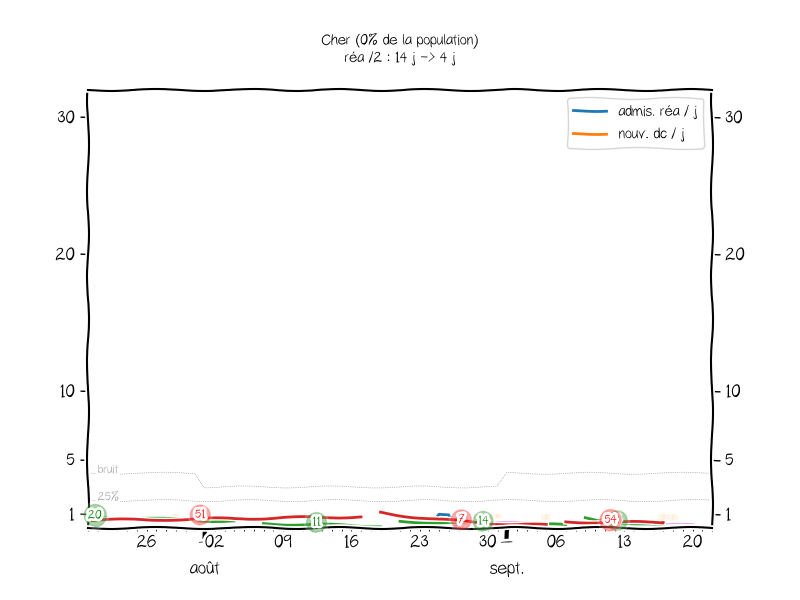 Cher (0% de la population)
réa /2 : 14 j -> 4 j
admis. réa / j
nouv. dc / j
30 30
20 20
10 10
5 5
bruit
25%
1 1
20 51 11 7 14 54
26 02 09 16 23 30 06 13 20
août sept.